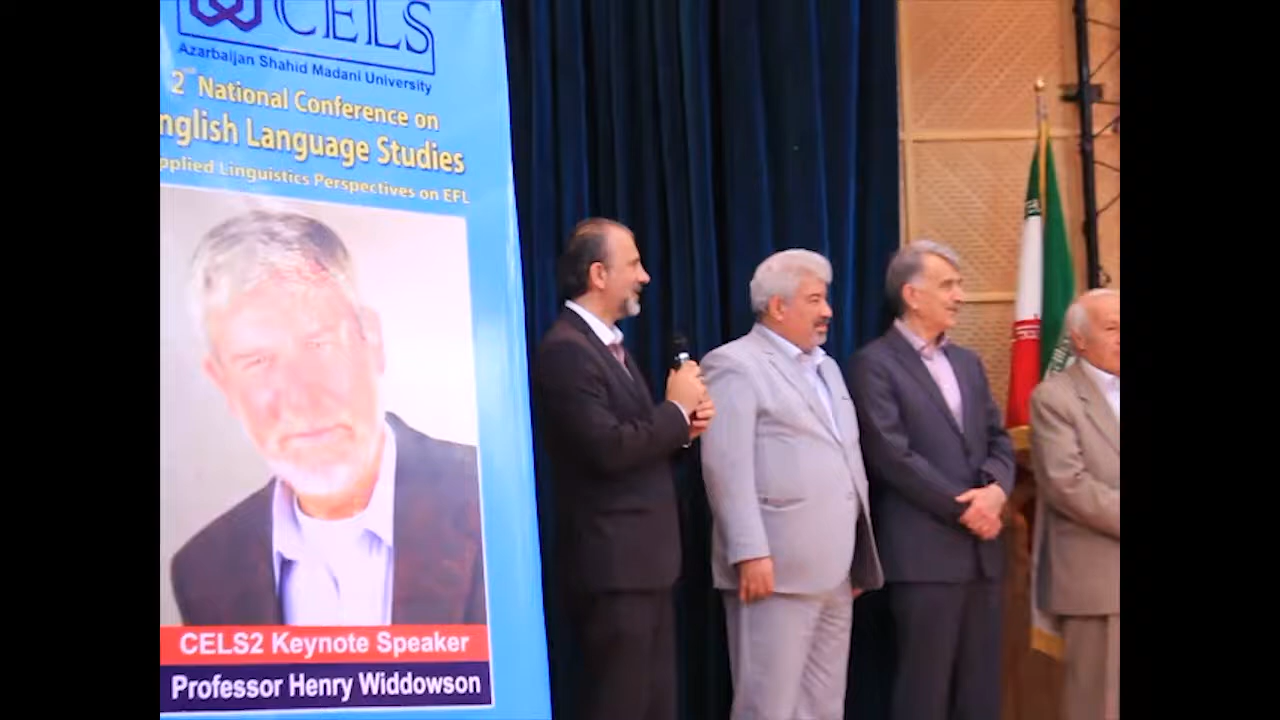 CELS
Azarbaijan Shahid Madani University
2nd National Conference on
nglish Language Studies
pplied Linguistics Perspectives on EFL
CELS2 Keynote Speaker
Professor Henry Widdowson